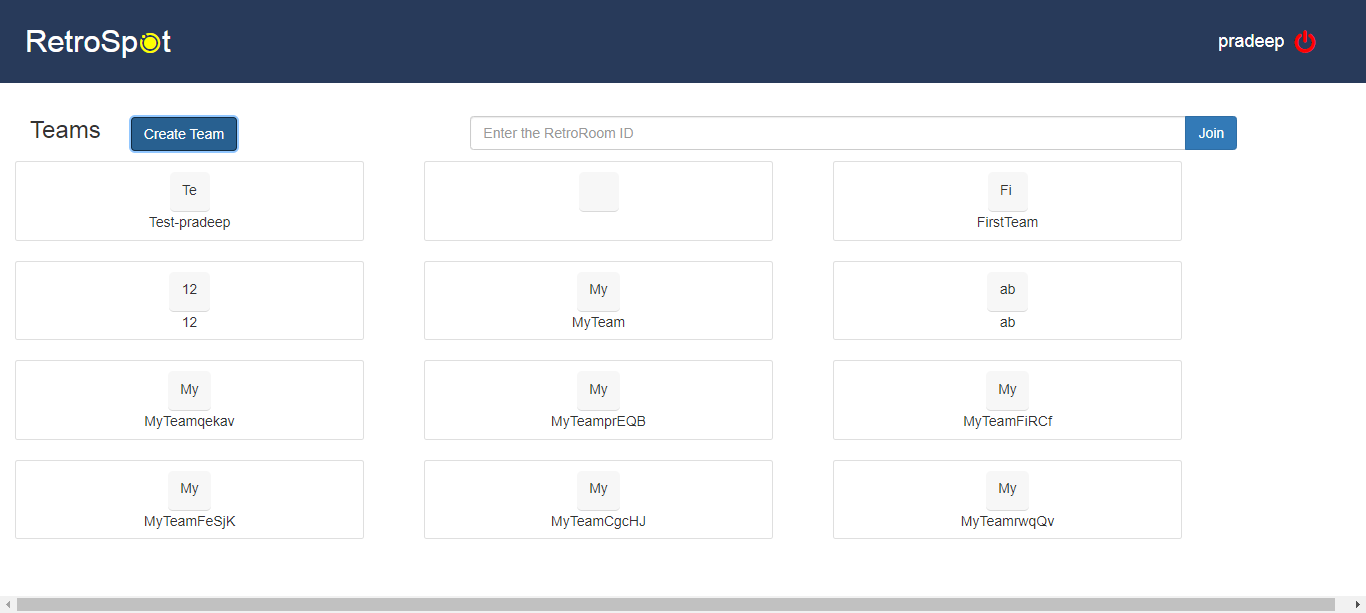 RetroSpot
pradeep
Teams
Create Team
Enter the RetroRoom ID
Join
Te
Test-pradeep
Fi
FirstTeam
12
12
My
MyTeam
ab
ab
My
MyTeamqekav
My
MyTeamprEQB
My
MyTeamFiRCf
My
MyTeamFeSjK
My
MyTeamCgcHJ
My
MyTeamrwqQv